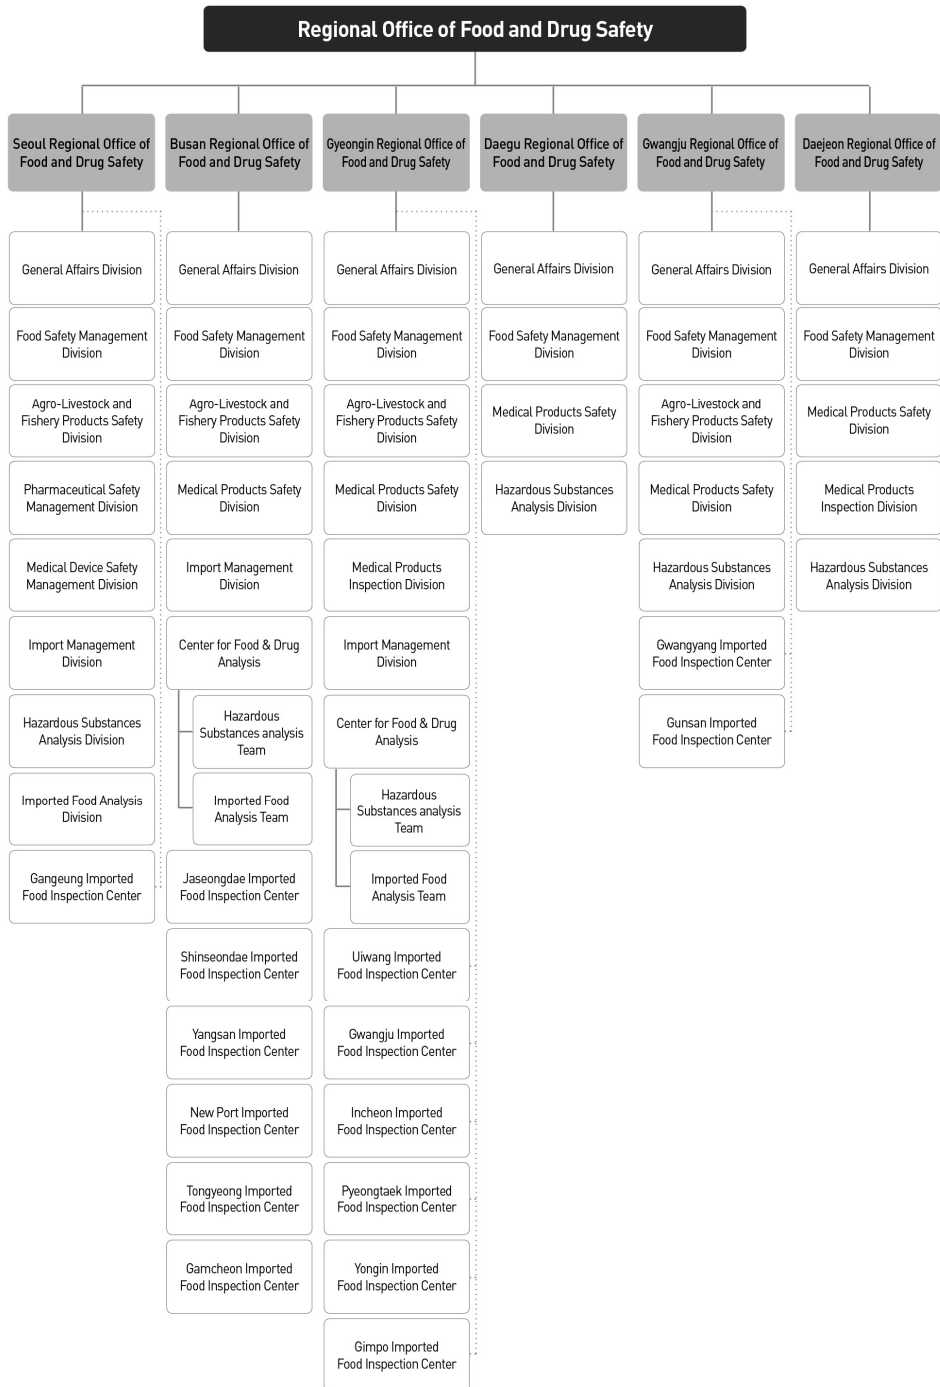 Regional Office of Food and Drug Safety
Seoul Regional Office of
Food and Drug Safety
General Affairs Division
Food Safety Management
Division
Agro-Livestock and
Fishery Products Safety
Division
Pharmaceutical Safety
Management Division
Medical Device Safety
Management Division
Import Management
Division
Hazardous Substances
Analysis Division
Imported Food Analysis
Division
Gangeung Imported
Food Inspection Center
Busan Regional Office of
Food and Drug Safety
General Affairs Division
Food Safety Management
Division
Agro-Livestock and
Fishery Products Safety
Division
Medical Products Safety
Division
Import Management
Division
Center for Food & Drug
Analysis
Hazardous
Substances analysis
Team
Imported Food
Analysis Team
Jaseongdae Imported
Food Inspection Center
Shinseondae Imported
Food Inspection Center
Yangsan Imported
Food Inspection Center
New Port Imported
Food Inspection Center
Tongyeong Imported
Food Inspection Center
Gamcheon Imported
Food Inspection Center
Gyeongin Regional Office of
Food and Drug Safety
General Affairs Division
Food Safety Management
Division
Agro-Livestock and
Fishery Products Safety
Division
Medical Products Safety
Division
Medical Products
Inspection Division
Import Management
Division
Center for Food & Drug
Analysis
Hazardous
Substances analysis
Team
Imported Food
Analysis Team
Uiwang Imported
Food Inspection Center
Gwangju Imported
Food Inspection Center
Incheon Imported
Food Inspection Center
Pyeongtaek Imported
Food Inspection Center
Yongin Imported
Food Inspection Center
Gimpo Imported
Food Inspection Center
Daegu Regional Office of
Food and Drug Safety
General Affairs Division
Food Safety Management
Division
Medical Products Safety
Division
Hazardous Substances
Analysis Division
Gwangju Regional Office of
Food and Drug Safety
General Affairs Division
Food Safety Management
Division
Agro-Livestock and
Fishery Products Safety
Division
Medical Products Safety
Division
Hazardous Substances
Analysis Division
Gwangyang Imported
Food Inspection Center
Gunsan Imported
Food Inspection Center
Daejeon Regional Office of
Food and Drug Safety
General Affairs Division
Food Safety Management
Division
Medical Products Safety
Division
Medical Products
Inspection Division
Hazardous Substances
Analysis Division